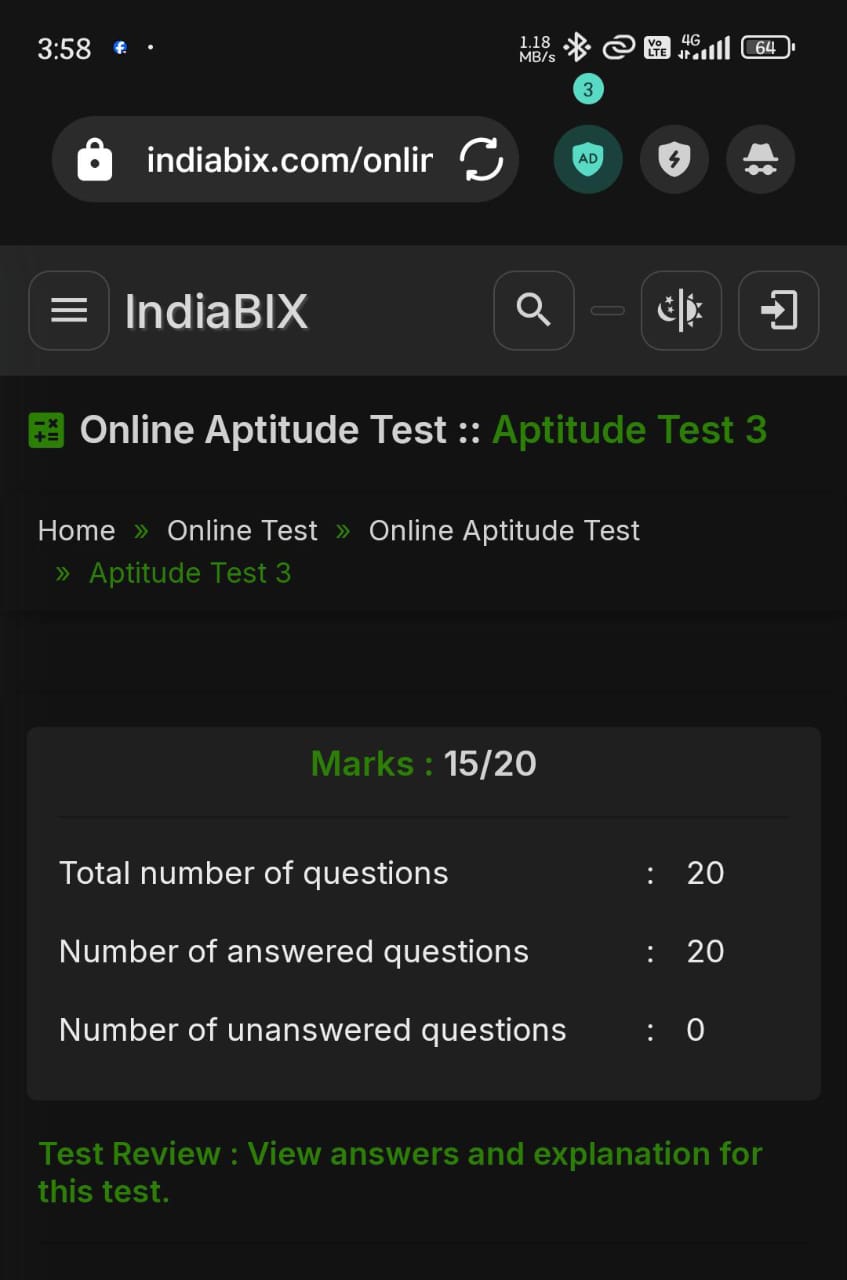 3:58
1.18
MB/s
Vo
LTE
4G
64
3
indiabix.com/onlin
AD
IndiaBIX
Online Aptitude Test :: Aptitude Test 3
Home » Online Test » Online Aptitude Test
» Aptitude Test 3
Marks : 15/20
Total number of questions : 20
Number of answered questions : 20
Number of unanswered questions : 0
Test Review : View answers and explanation for
this test.